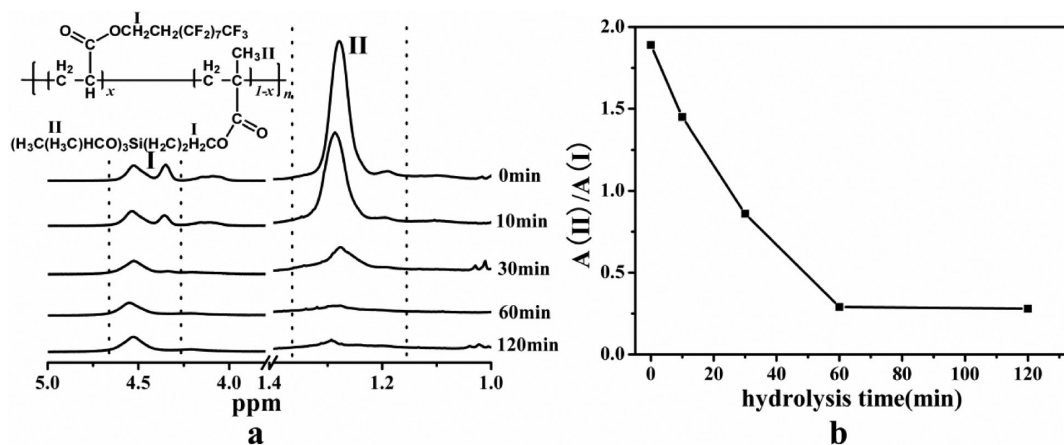 a
I
OCH2CH2(CF2)7CF3
C
O
CH3
II
H2
C
C
H
x
H2
C
C
1-x
n
C
O
II
I
(H3C(H3C)HCO)3Si(H2C)2H2CO
I
II
0min
10min
30min
60min
120min
5.0 4.5 4.0 1.4 1.2 1.0
ppm
a
b
A (II)/A (I)
2.0
1.5
1.0
0.5
0.0
0 20 40 60 80 100 120
hydrolysis time(min)
b